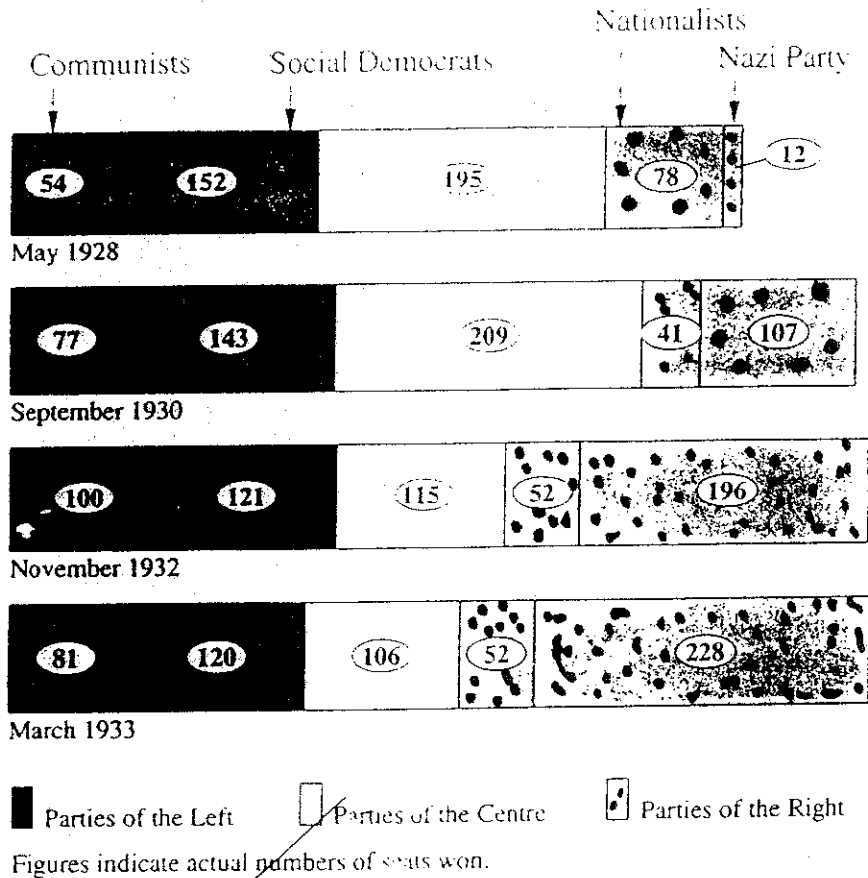 Nationalists
Communists Social Democrats Nazi Party
54 152 195 78 12
May 1928
77 143 209 41 107
September 1930
100 121 115 52 196
November 1932
81 120 106 52 228
March 1933
Parties of the Left Parties of the Centre Parties of the Right
Figures indicate actual numbers of seats won.